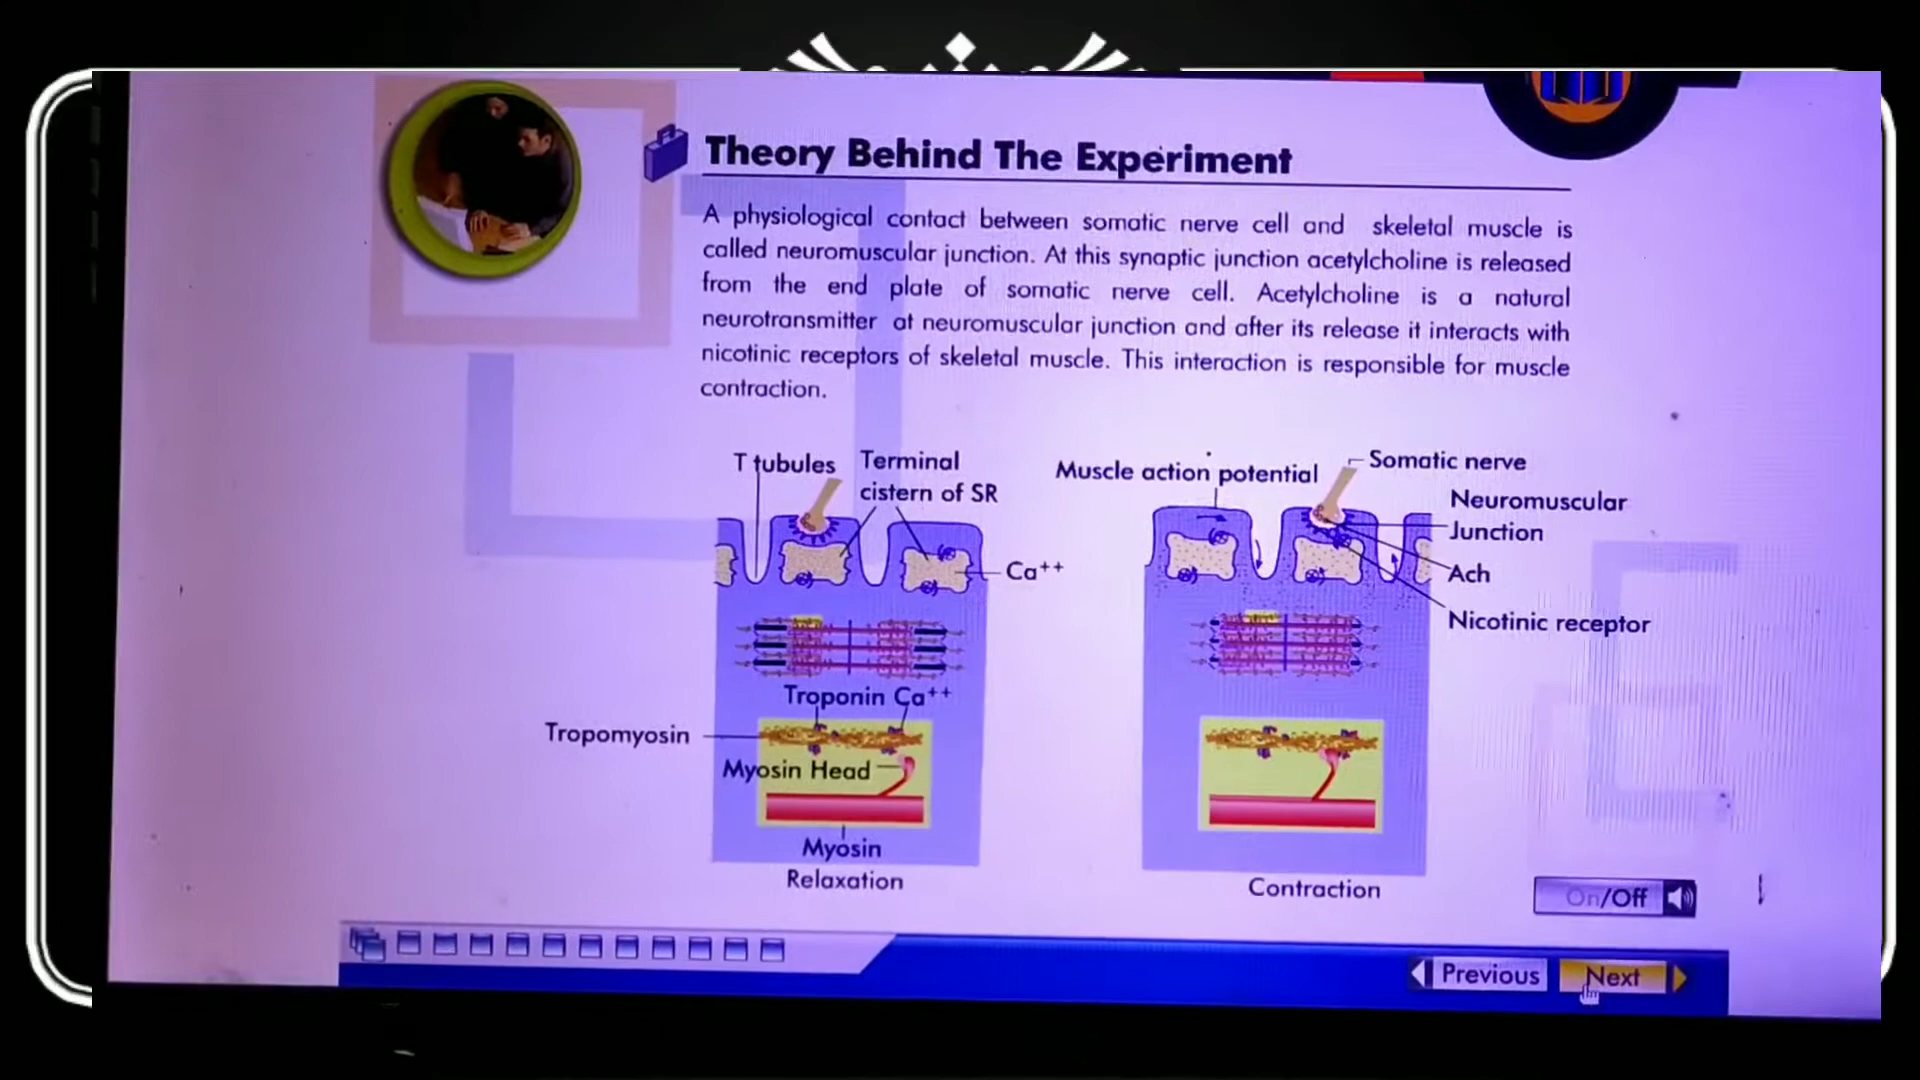 Theory Behind The Experiment
A physiological contact between somatic nerve cell and skeletal muscle is
called neuromuscular junction. At this synaptic junction acetylcholine is released
from the end plate of somatic nerve cell. Acetylcholine is a natural
neurotransmitter at neuromuscular junction and after its release it interacts with
nicotinic receptors of skeletal muscle. This interaction is responsible for muscle
contraction.
T tubules
Terminal
cistern of SR
Ca++
Troponin Ca++
Tropomyosin
Myosin Head
Myosin
Relaxation
Muscle action potential
Somatic nerve
Neuromuscular
Junction
Ach
Nicotinic receptor
Contraction
On/Off
Previous
Next